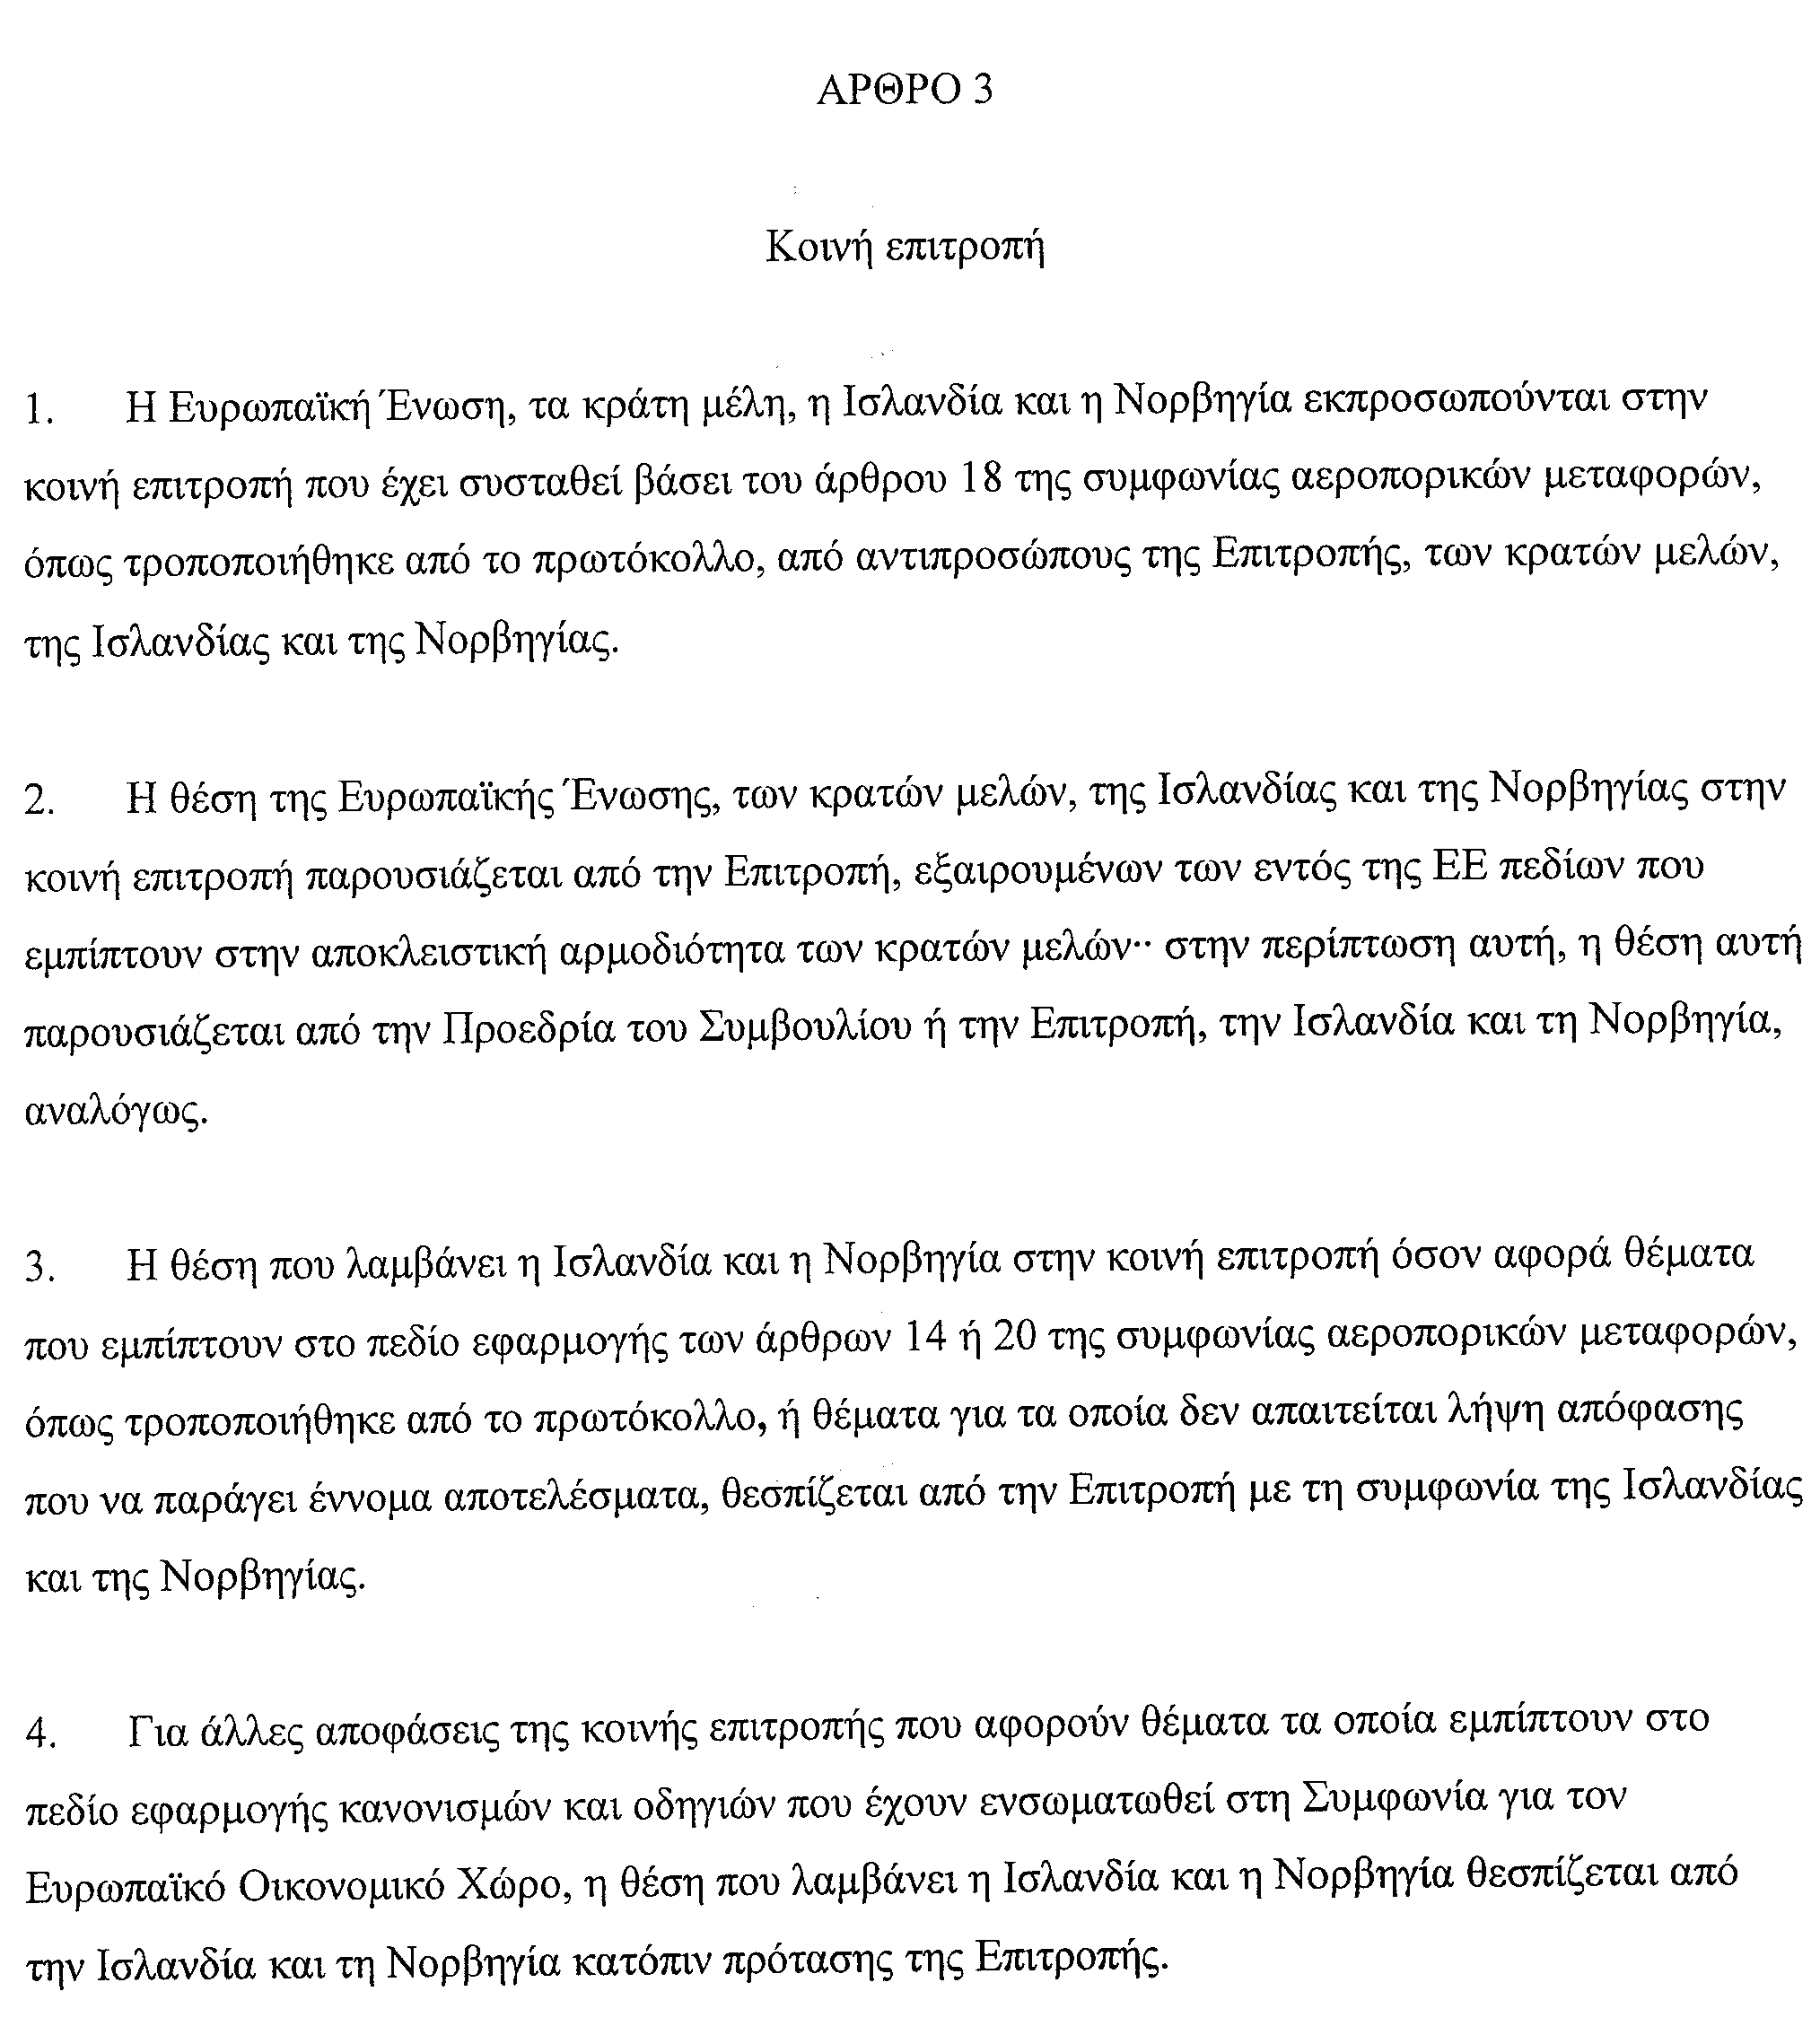 ΑΡΘΡΟ 3
Κοινή επιτροπή
1. Η Ευρωπαϊκή Ένωση, τα κράτη μέλη, η Ισλανδία και η Νορβηγία εκπροσωπούνται στην
κοινή επιτροπή που έχει συσταθεί βάσει του άρθρου 18 της συμφωνίας αεροπορικών μεταφορών,
όπως τροποποιήθηκε από το πρωτόκολλο, από αντιπροσώπους της Επιτροπής, των κρατών μελών,
της Ισλανδίας και της Νορβηγίας.
2. Η θέση της Ευρωπαϊκής Ένωσης, των κρατών μελών, της Ισλανδίας και της Νορβηγίας στην
κοινή επιτροπή παρουσιάζεται από την Επιτροπή, εξαιρουμένων των εντός της ΕΕ πεδίων που
εμπίπτουν στην αποκλειστική αρμοδιότητα των κρατών μελών·· στην περίπτωση αυτή, η θέση αυτή
παρουσιάζεται από την Προεδρία του Συμβουλίου ή την Επιτροπή, την Ισλανδία και τη Νορβηγία,
αναλόγως.
3. Η θέση που λαμβάνει η Ισλανδία και η Νορβηγία στην κοινή επιτροπή όσον αφορά θέματα
που εμπίπτουν στο πεδίο εφαρμογής των άρθρων 14 ή 20 της συμφωνίας αεροπορικών μεταφορών,
όπως τροποποιήθηκε από το πρωτόκολλο, ή θέματα για τα οποία δεν απαιτείται λήψη απόφασης
που να παράγει έννομα αποτελέσματα, θεσπίζεται από την Επιτροπή με τη συμφωνία της Ισλανδίας
και της Νορβηγίας.
4. Για άλλες αποφάσεις της κοινής επιτροπής που αφορούν θέματα τα οποία εμπίπτουν στο
πεδίο εφαρμογής κανονισμών και οδηγιών που έχουν ενσωματωθεί στη Συμφωνία για τον
Ευρωπαϊκό Οικονομικό Χώρο, η θέση που λαμβάνει η Ισλανδία και η Νορβηγία θεσπίζεται από
την Ισλανδία και τη Νορβηγία κατόπιν πρότασης της Επιτροπής.